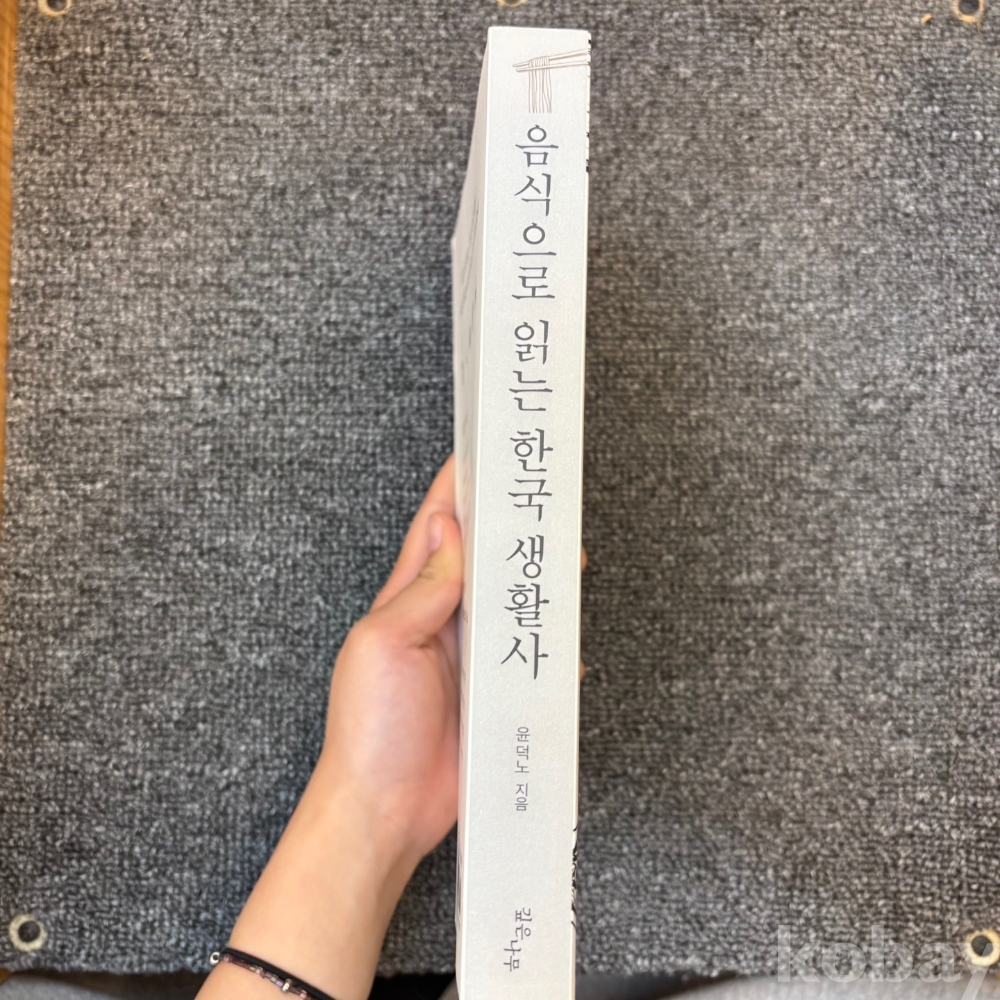 음식으로 읽는 한국 생활사
윤덕노 지음
깊은나무
kobay